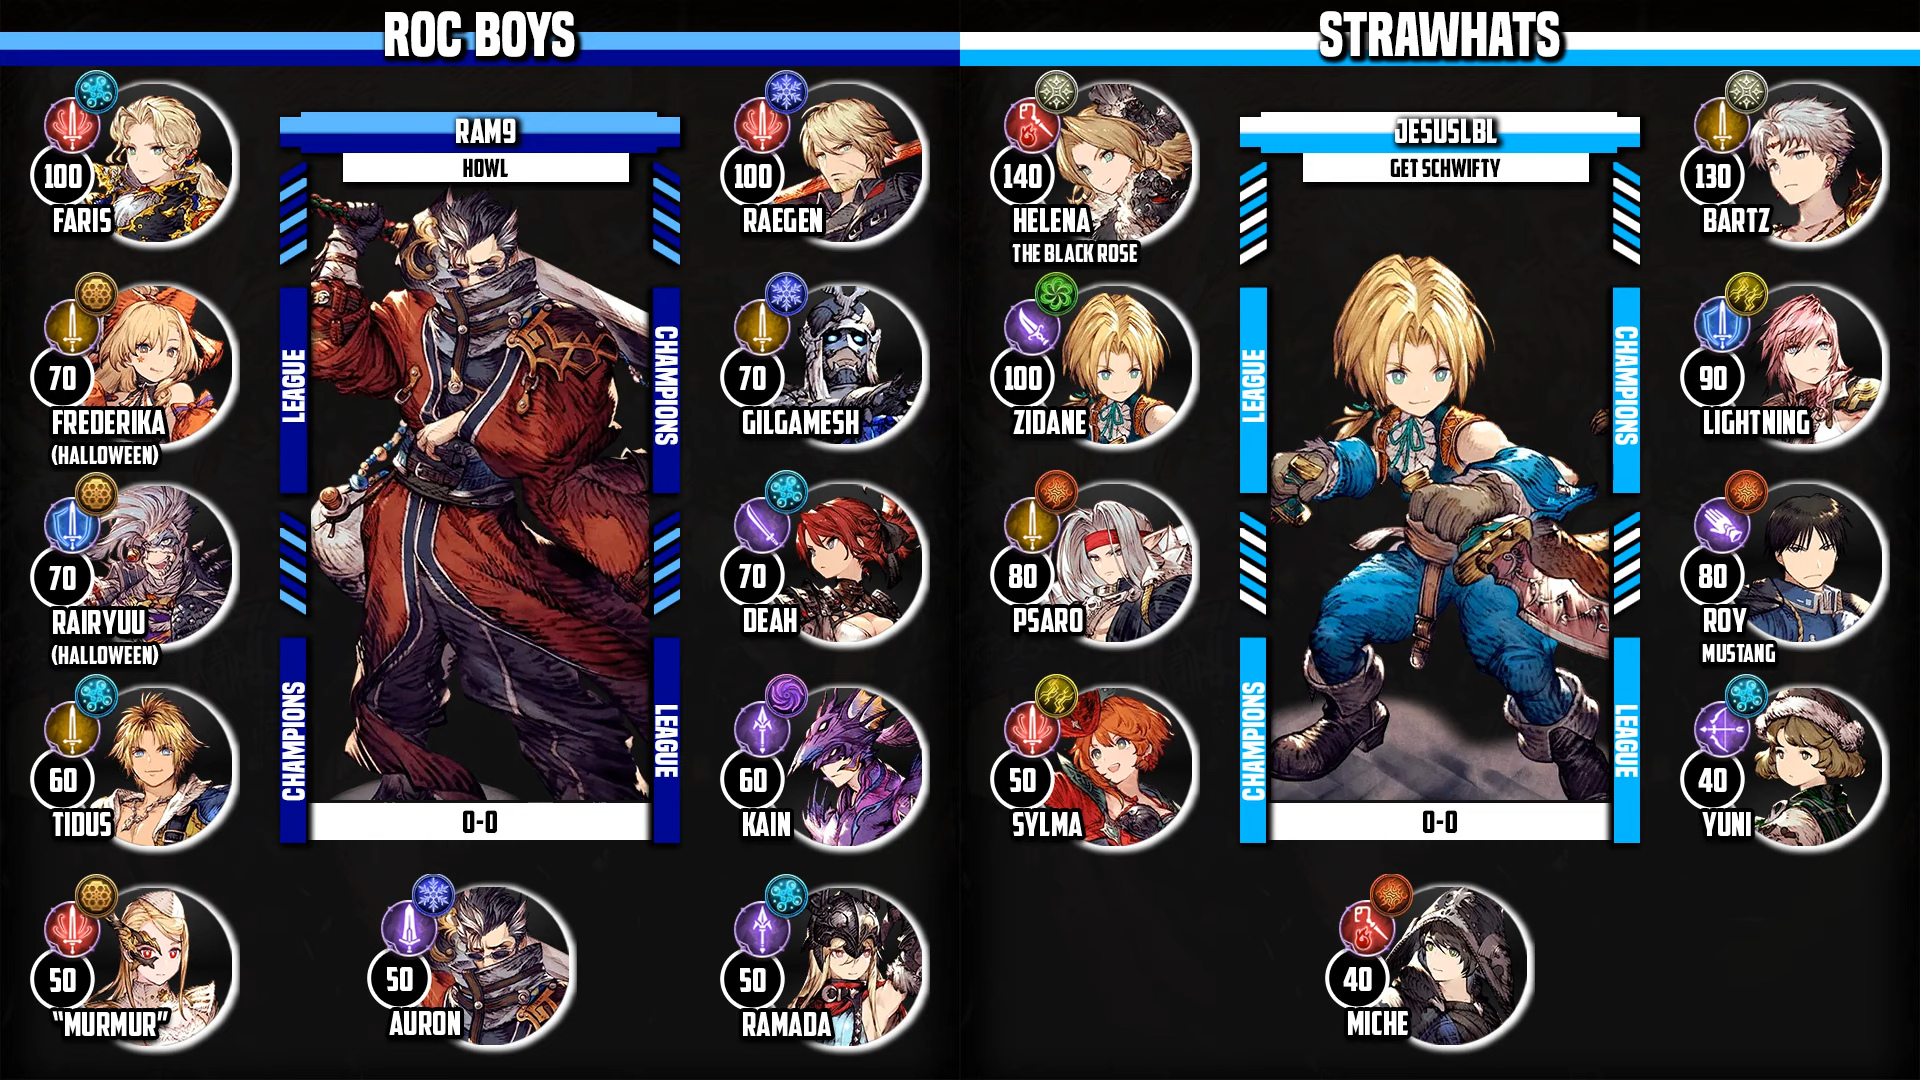 ROC BOYS
RAM9
HOWL
100
FARIS
100
RAEGEN
70
FREDERIKA
(HALLOWEEN)
70
GILGAMESH
70
RAIRYUU
(HALLOWEEN)
70
DEAH
60
TIDUS
60
KAIN
50
"MURMUR"
50
AURON
50
RAMADA
LEAGUE
CHAMPIONS
CHAMPIONS
LEAGUE
0-0
STRAWHATS
JESUSLBL
GET SCHWIFTY
140
HELENA
THE BLACK ROSE
130
BARTZ
100
ZIDANE
90
LIGHTNING
80
PSARO
80
ROY
MUSTANG
50
SYLMA
40
YUNI
40
MICHE
LEAGUE
CHAMPIONS
CHAMPIONS
LEAGUE
0-0